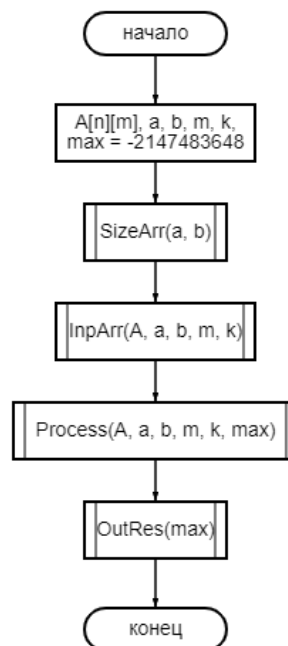 начало
A[n][m], a, b, m, k,
max = -2147483648
SizeArr(a, b)
InpArr(A, a, b, m, k)
Process(A, a, b, m, k, max)
OutRes(max)
конец